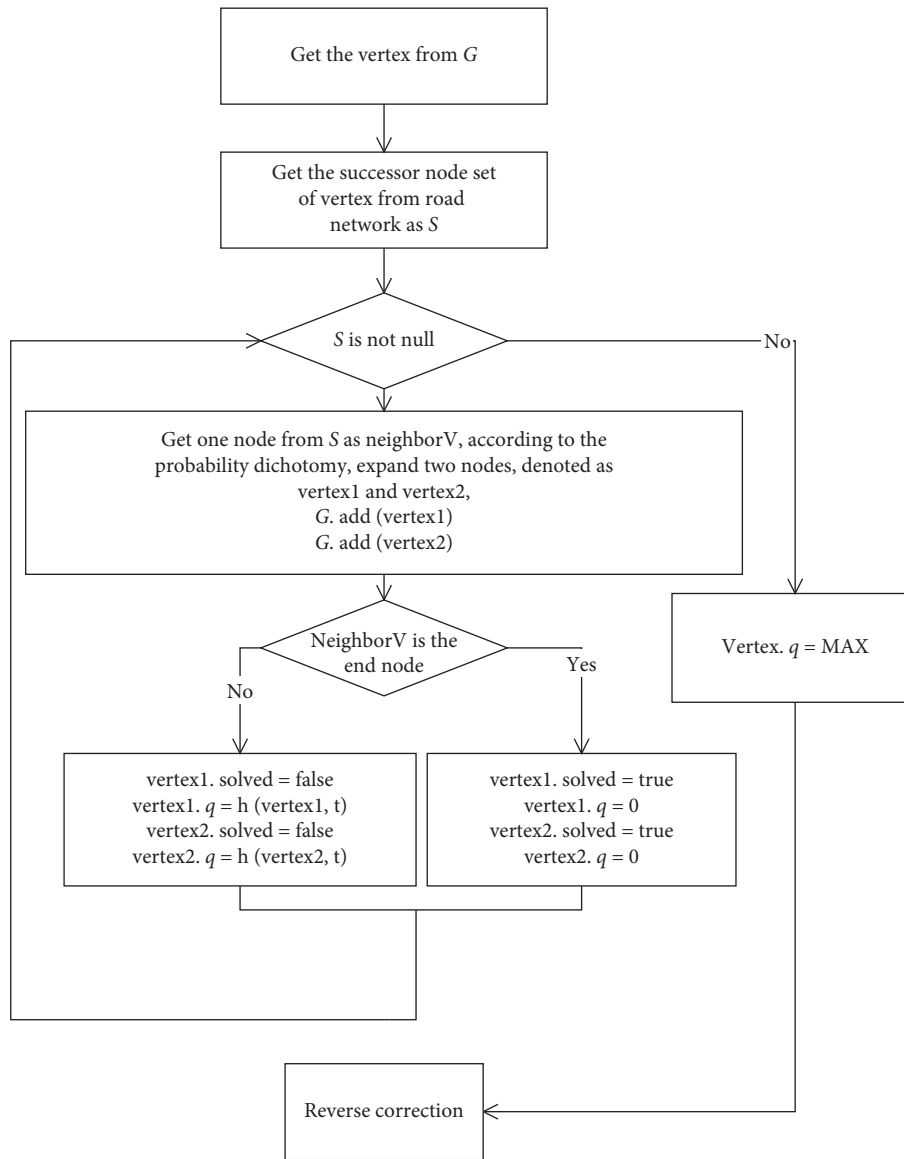 Get the vertex from G
Get the successor node set
of vertex from road
network as S
S is not null
No
Get one node from S as neighborV, according to the
probability dichotomy, expand two nodes, denoted as
vertex1 and vertex2,
G. add (vertex1)
G. add (vertex2)
NeighborV is the
end node
Vertex. q = MAX
No
Yes
vertex1. solved = false
vertex1. q = h (vertex1, t)
vertex2. solved = false
vertex2. q = h (vertex2, t)
vertex1. solved = true
vertex1. q = 0
vertex2. solved = true
vertex2. q = 0
Reverse correction